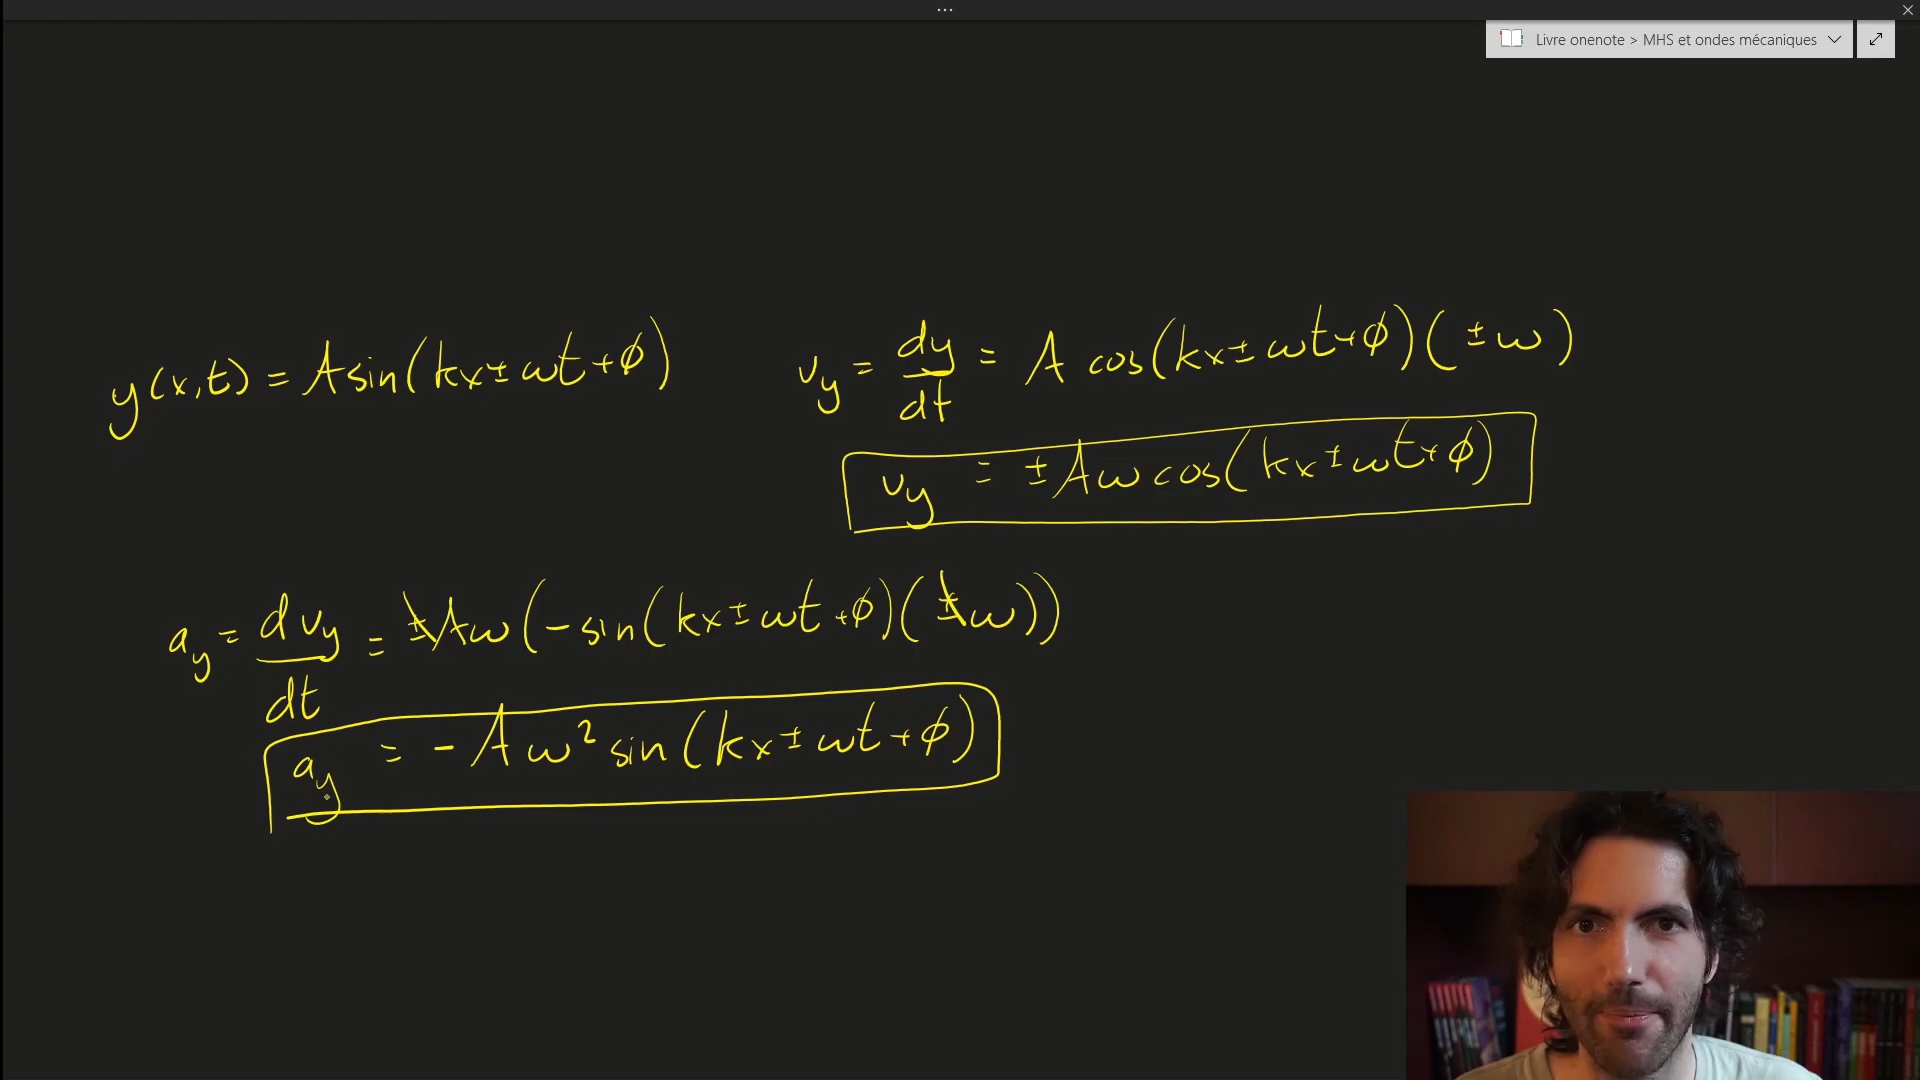 ...
Livre onenote > MHS et ondes mécaniques
y(x,t) = A sin(kx ± ωt + φ)
v_y = dy/dt = A cos(kx ± ωt + φ)(±ω)
v_y = ±Aω cos(kx ± ωt + φ)
a_y = dv_y/dt = ±Aω(-sin(kx ± ωt + φ)(±ω))
a_y = -Aω² sin(kx ± ωt + φ)